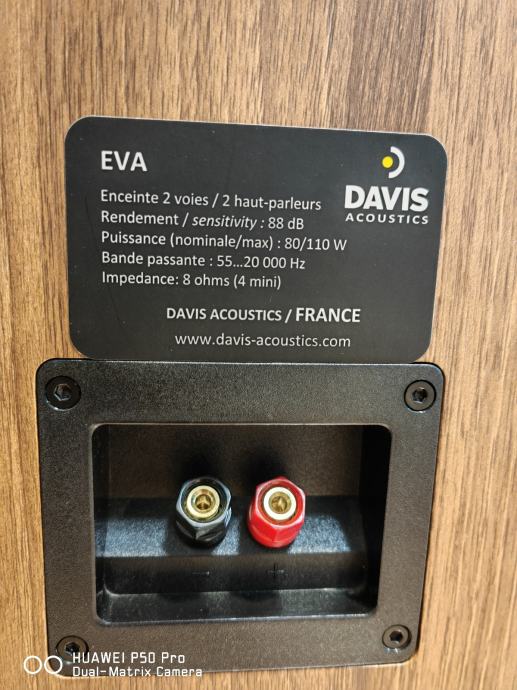 EVA
DAVIS
ACOUSTICS
Enceinte 2 voies / 2 haut-parleurs
Rendement / sensitivity : 88 dB
Puissance (nominale/max) : 80/110 W
Bande passante : 55...20 000 Hz
Impedance: 8 ohms (4 mini)
DAVIS ACOUSTICS / FRANCE
www.davis-acoustics.com
- +
HUAWEI P50 Pro
Dual-Matrix Camera